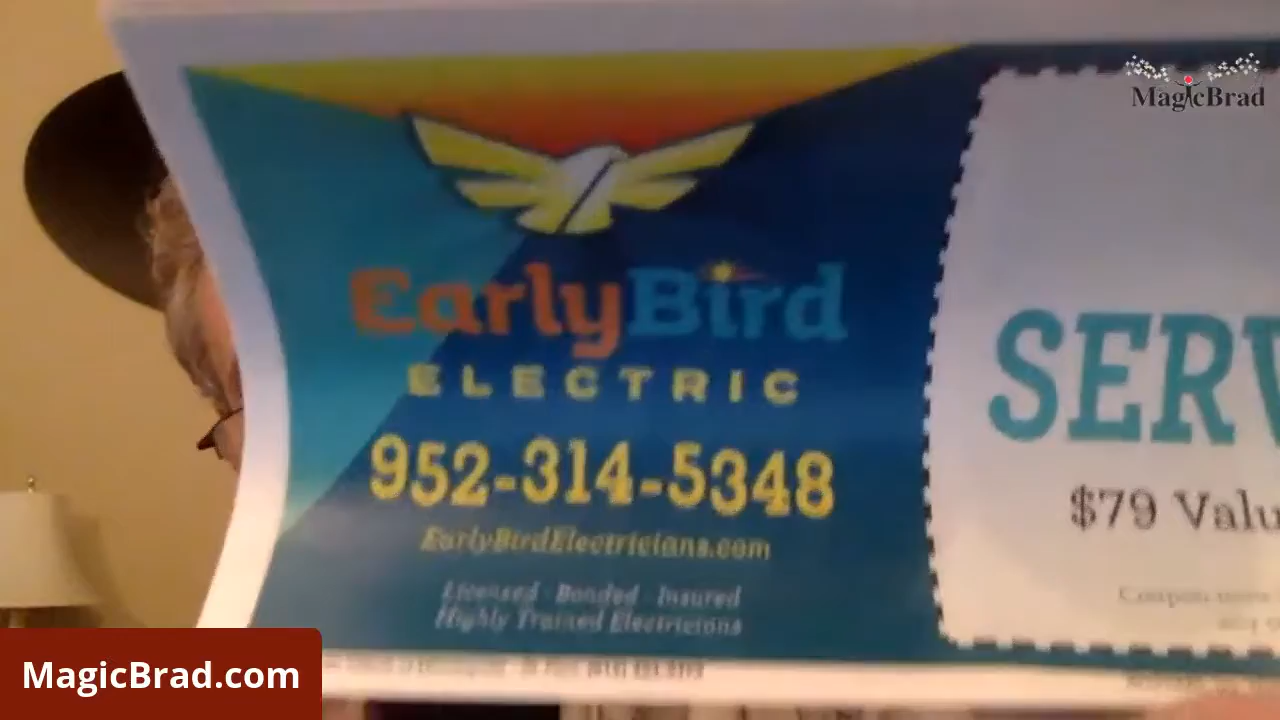 MagicBrad
EarlyBird
ELECTRIC
952-314-5348
EarlyBirdElectricians.com
Licensed · Bonded · Insured
Highly Trained Electricians
SERV
$79 Valu
Coupon
MagicBrad.com